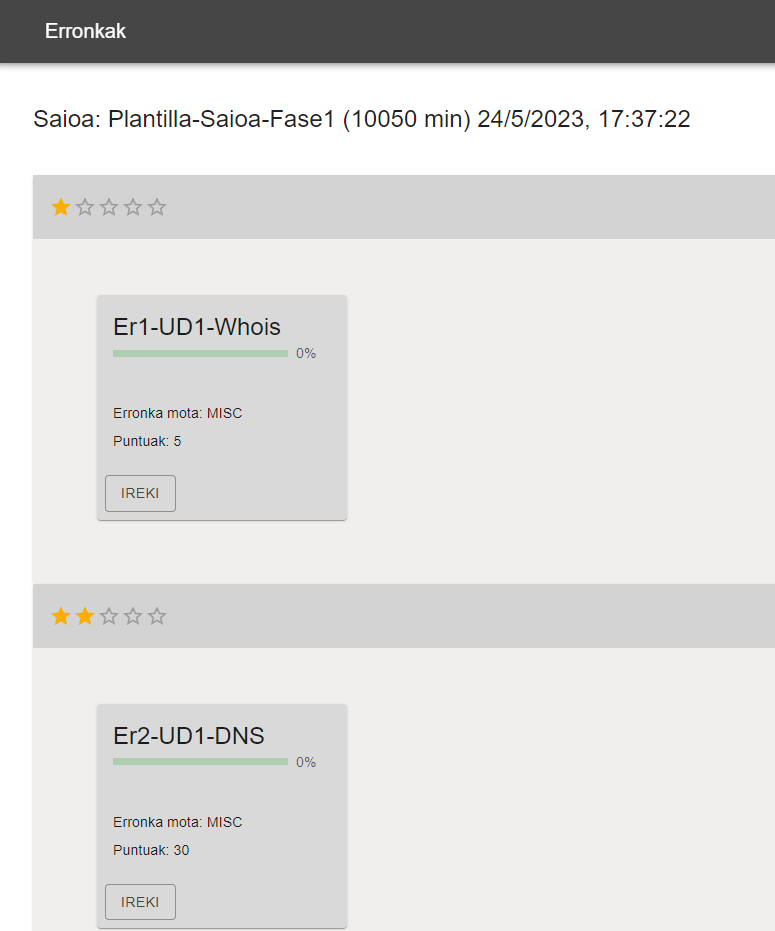 Erronkak
Saioa: Plantilla-Saioa-Fase1 (10050 min) 24/5/2023, 17:37:22
Er1-UD1-Whois
0%
Erronka mota: MISC
Puntuak: 5
IREKI
Er2-UD1-DNS
0%
Erronka mota: MISC
Puntuak: 30
IREKI